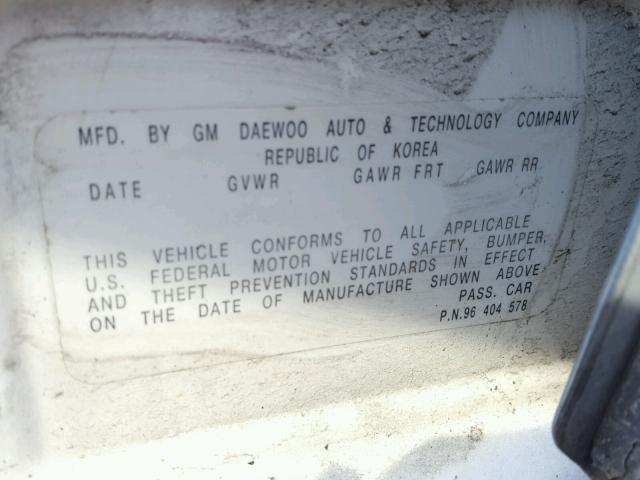 MFD. BY GM DAEWOO AUTO & TECHNOLOGY COMPANY
REPUBLIC OF KOREA
DATE GVWR GAWR FRT GAWR RR
THIS VEHICLE CONFORMS TO ALL APPLICABLE
U.S. FEDERAL MOTOR VEHICLE SAFETY, BUMPER,
AND THEFT PREVENTION STANDARDS IN EFFECT
ON THE DATE OF MANUFACTURE SHOWN ABOVE
PASS. CAR
P.N.96 404 578